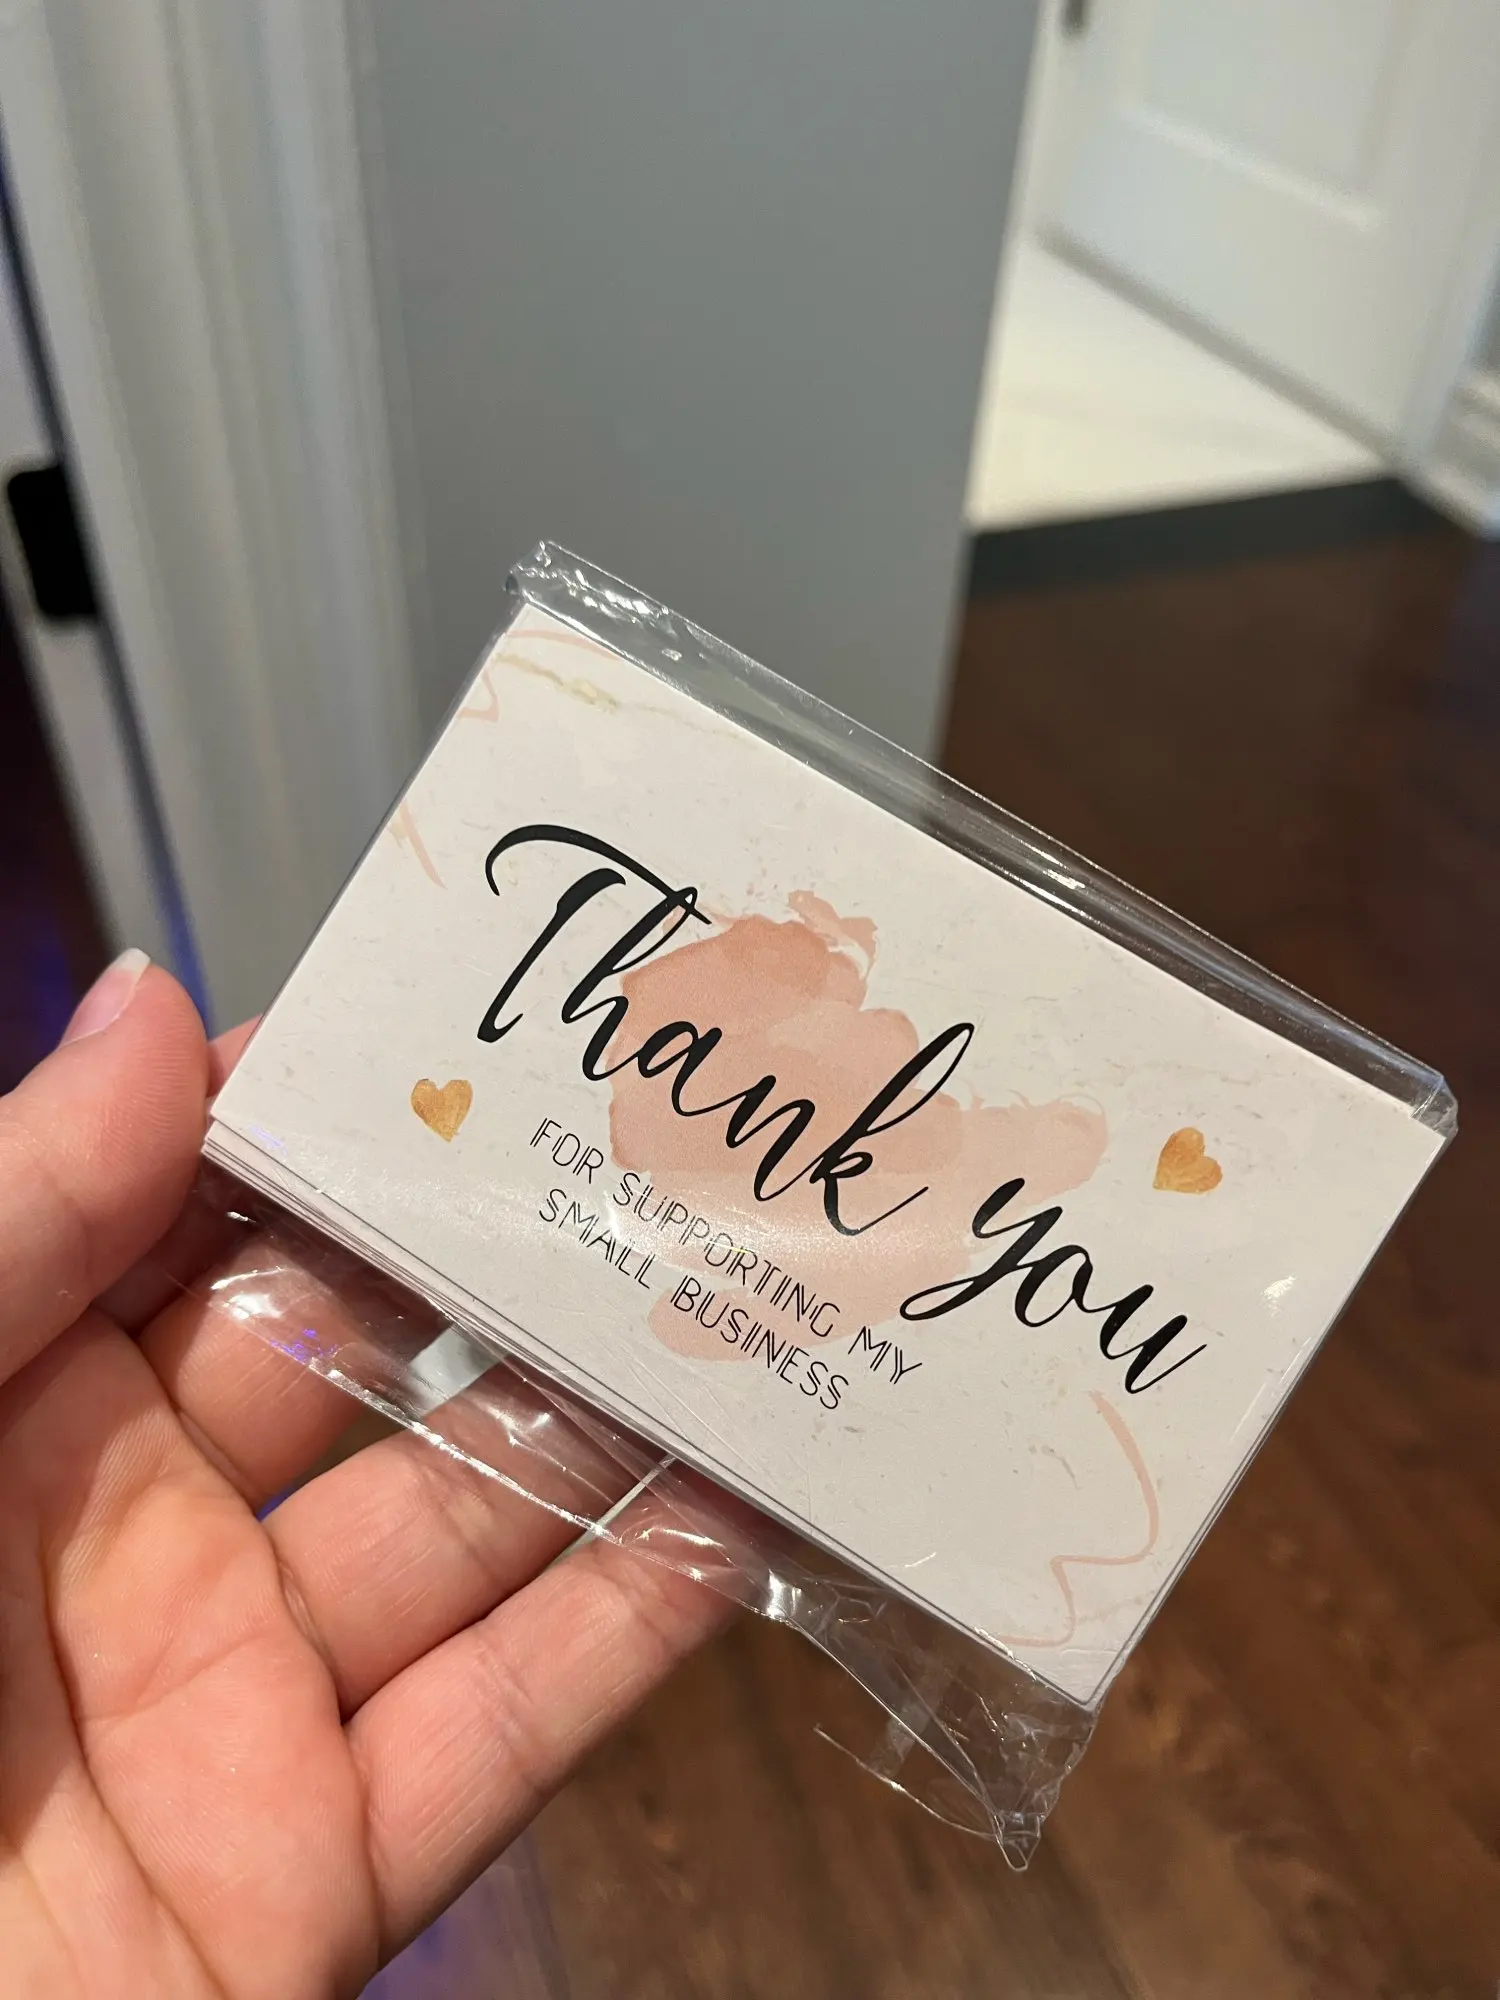 Thank you
FOR SUPPORTING MY
SMALL BUSINESS